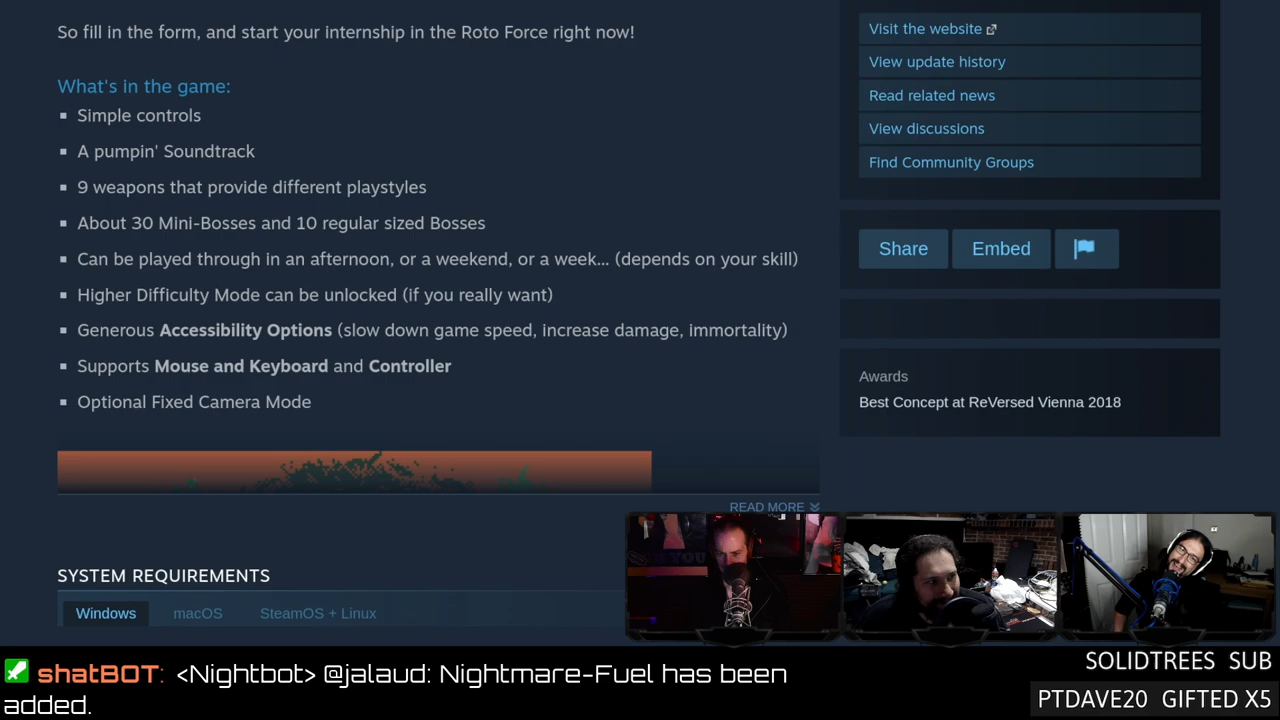 So fill in the form, and start your internship in the Roto Force right now!
What's in the game:
Simple controls
A pumpin' Soundtrack
9 weapons that provide different playstyles
About 30 Mini-Bosses and 10 regular sized Bosses
Can be played through in an afternoon, or a weekend, or a week... (depends on your skill)
Higher Difficulty Mode can be unlocked (if you really want)
Generous Accessibility Options (slow down game speed, increase damage, immortality)
Supports Mouse and Keyboard and Controller
Optional Fixed Camera Mode
READ MORE
SYSTEM REQUIREMENTS
Windows macOS SteamOS + Linux
Visit the website
View update history
Read related news
View discussions
Find Community Groups
Share Embed
Awards
Best Concept at ReVersed Vienna 2018
shatBOT: <Nightbot> @jalaud: Nightmare-Fuel has been
added.
SOLIDTREES SUB
PTDAVE20 GIFTED X5